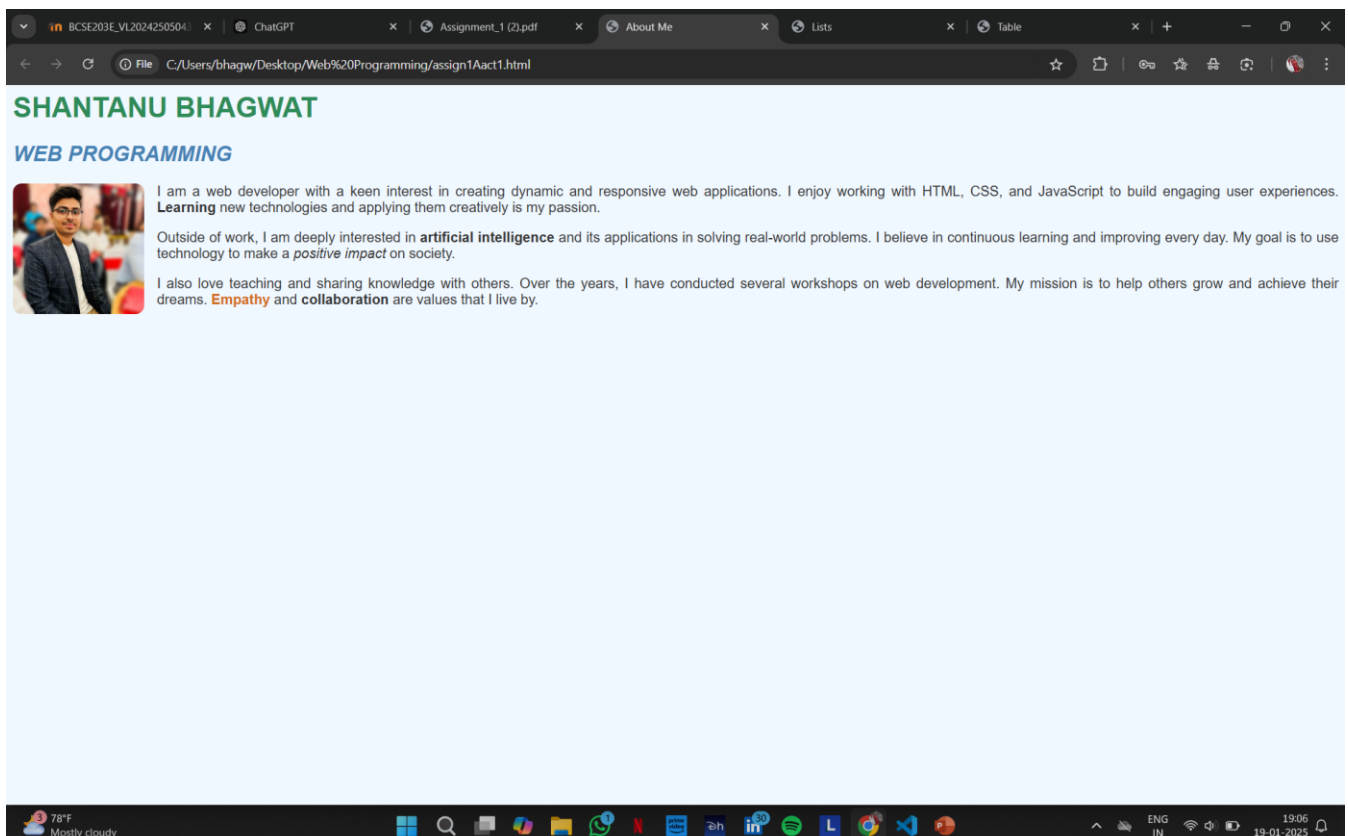 BCSE203E_VL20242505043
ChatGPT
Assignment_1 (2).pdf
About Me
Lists
Table
File C:/Users/bhagw/Desktop/Web%20Programming/assign1Aact1.html
SHANTANU BHAGWAT
WEB PROGRAMMING
I am a web developer with a keen interest in creating dynamic and responsive web applications. I enjoy working with HTML, CSS, and JavaScript to build engaging user experiences.
Learning new technologies and applying them creatively is my passion.
Outside of work, I am deeply interested in artificial intelligence and its applications in solving real-world problems. I believe in continuous learning and improving every day. My goal is to use
technology to make a positive impact on society.
I also love teaching and sharing knowledge with others. Over the years, I have conducted several workshops on web development. My mission is to help others grow and achieve their
dreams. Empathy and collaboration are values that I live by.
3
78°F
Mostly cloudy
1
N
prime video
in
30
L
P
ENG
IN
19:06
19-01-2025